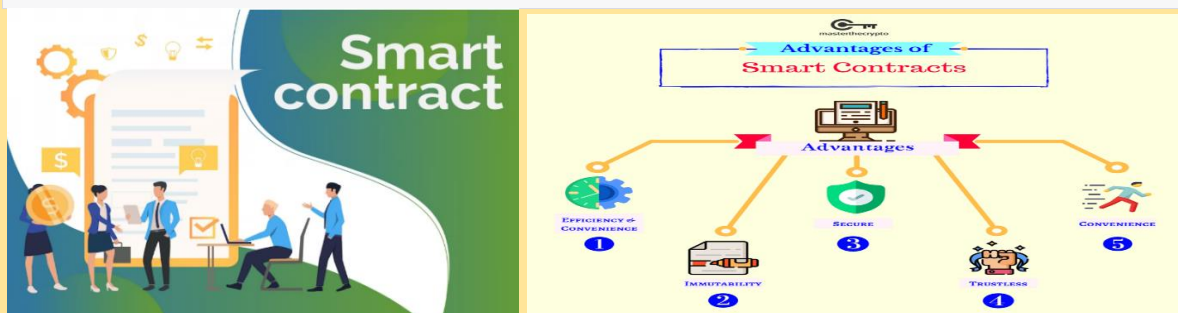 Smart
contract
$
$
$
masterthecrypto
Advantages of
Smart Contracts
Advantages
EFFICIENCY &
CONVENIENCE
1
IMMUTABILITY
2
SECURE
3
TRUSTLESS
4
CONVENIENCE
5